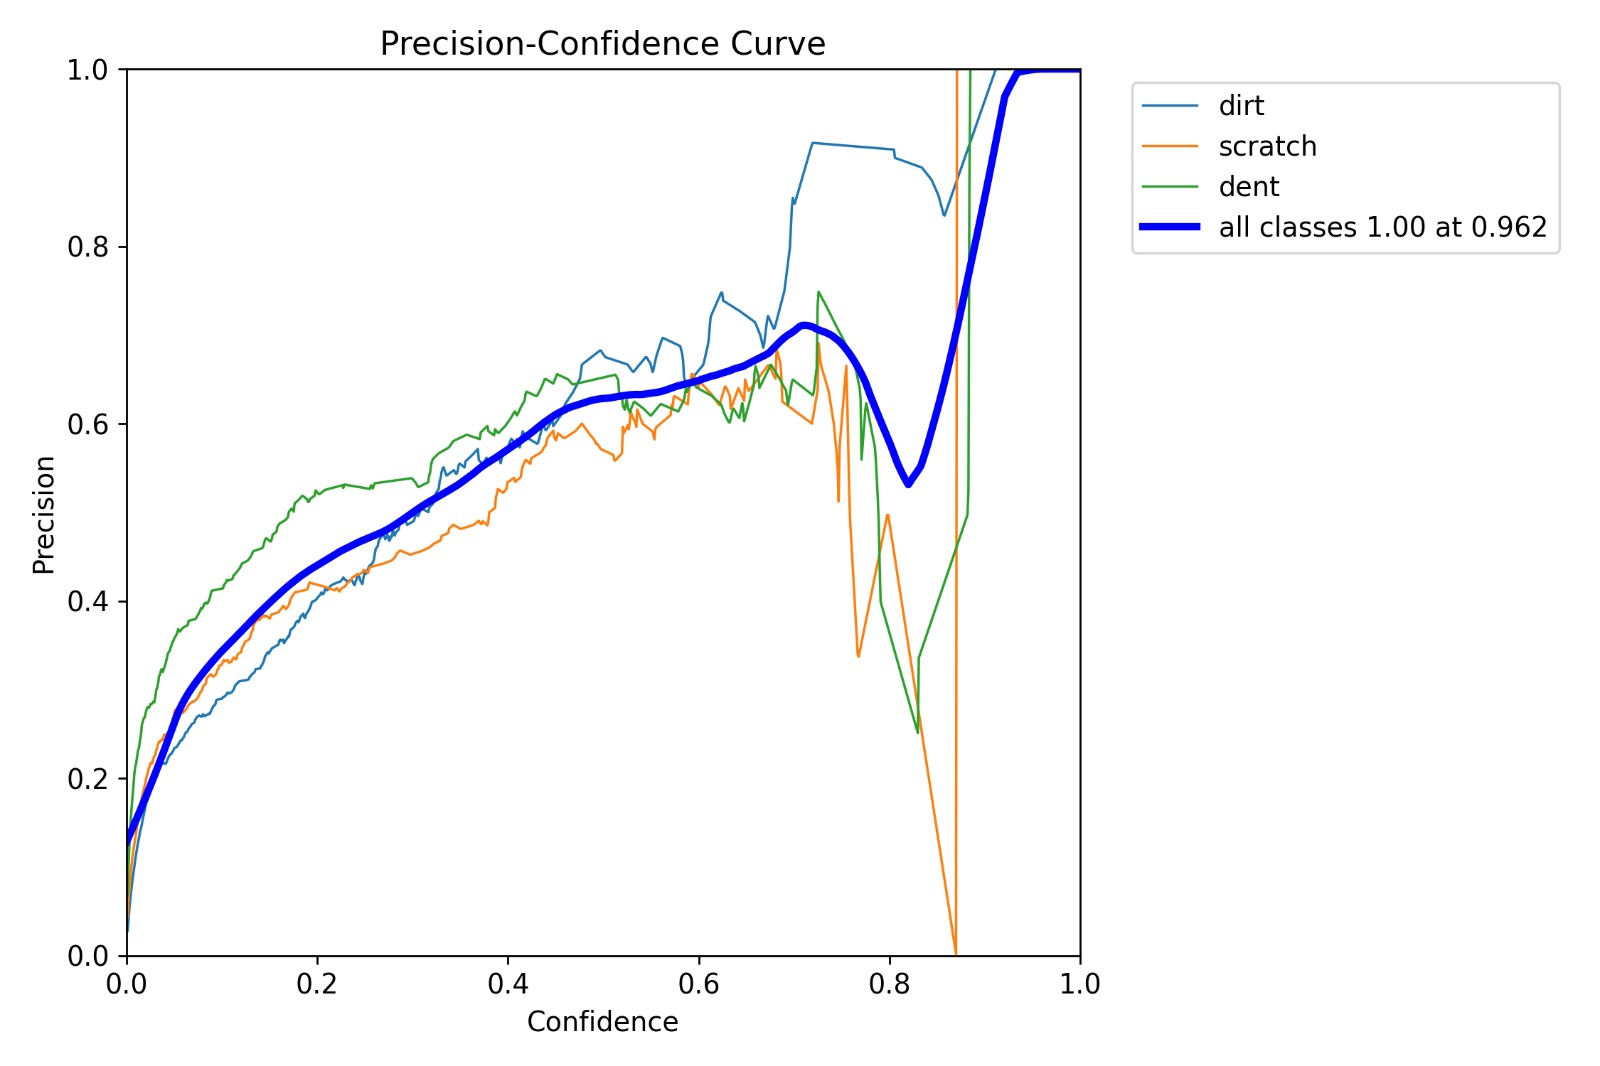 Precision-Confidence Curve
1.0
0.8
0.6
0.4
0.2
0.0
Precision
0.0 0.2 0.4 0.6 0.8 1.0
Confidence
dirt
scratch
dent
all classes 1.00 at 0.962